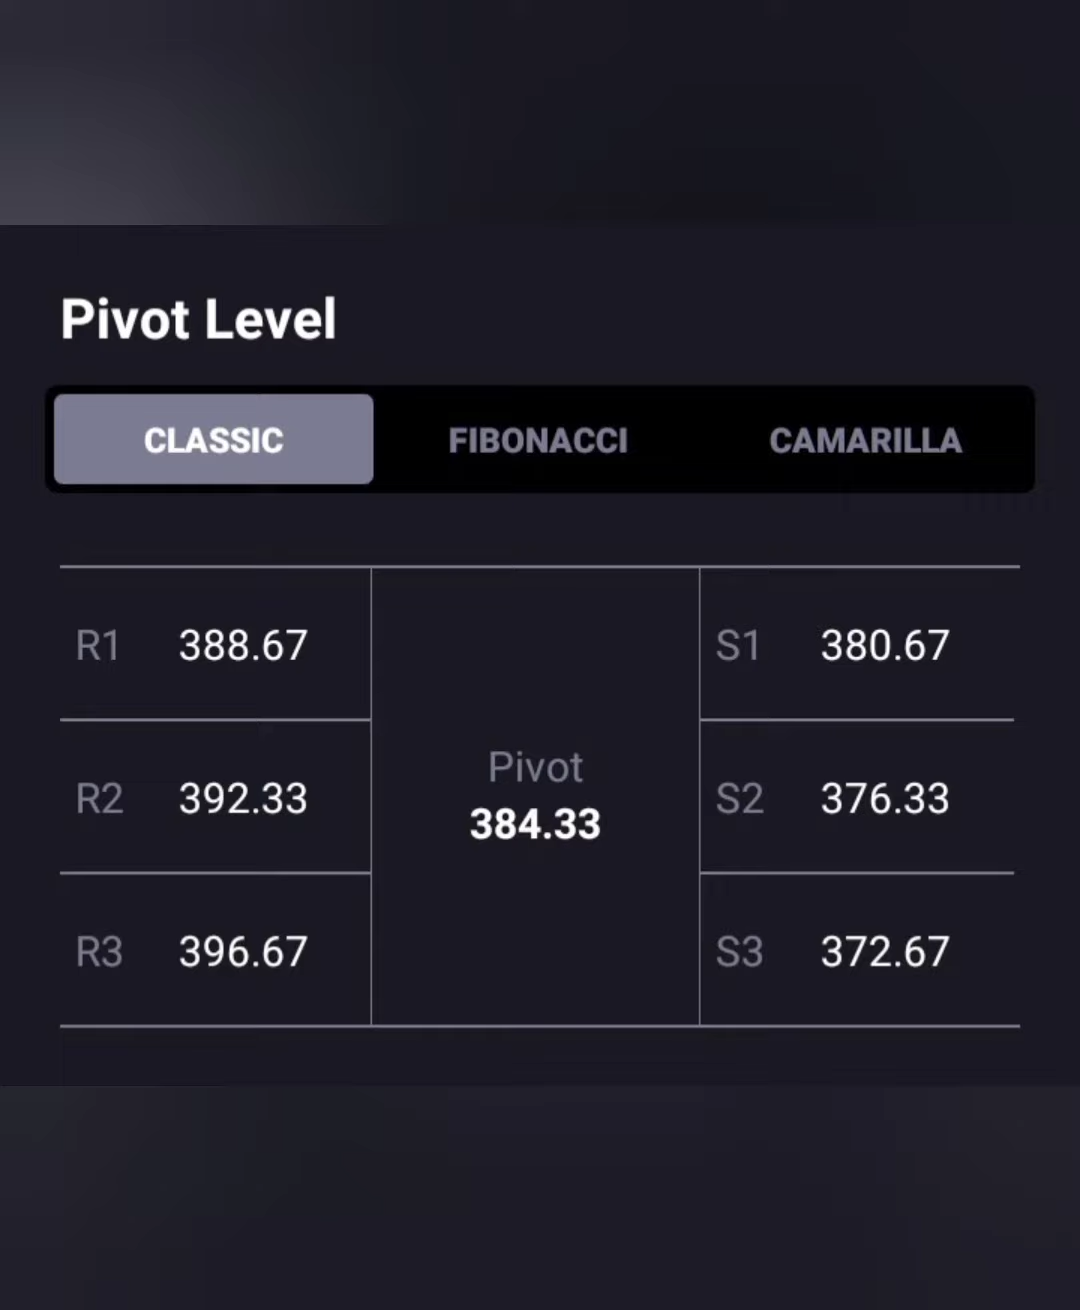 Pivot Level
CLASSIC FIBONACCI CAMARILLA
R1 388.67 S1 380.67
R2 392.33 Pivot 384.33 S2 376.33
R3 396.67 S3 372.67